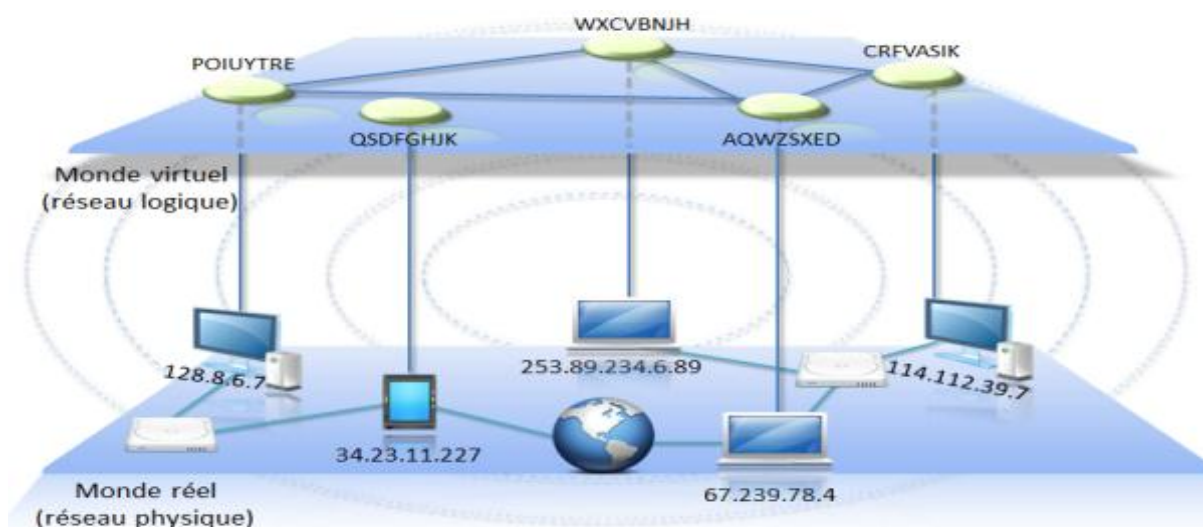 WXCVBNJH
CRFVASIK
POIUYTRE
QSDFGHJK
AQWZSXED
Monde virtuel
(réseau logique)
128.8.6.7
253.89.234.6.89
114.112.39.7
34.23.11.227
67.239.78.4
Monde réel
(réseau physique)